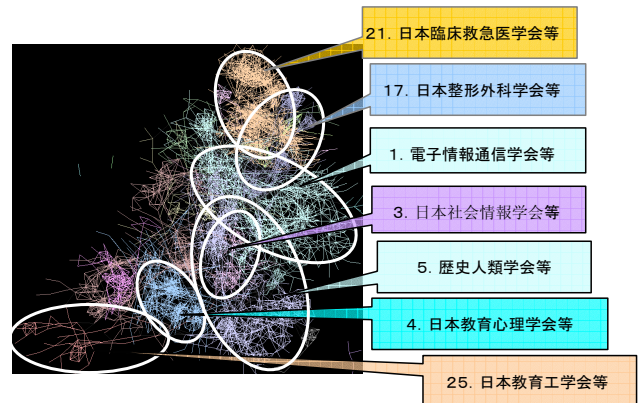 21. 日本臨床救急医学会等
17. 日本整形外科学会等
1. 電子情報通信学会等
3. 日本社会情報学会等
5. 歴史人類学会等
4. 日本教育心理学会等
25. 日本教育工学会等